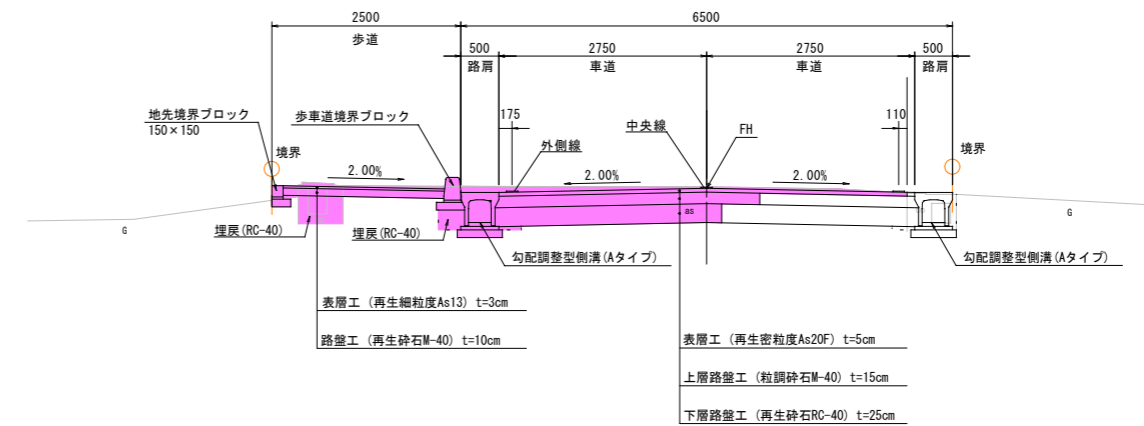 2500
6500
歩道
500
2750
2750
500
路肩
車道
車道
路肩
地先境界ブロック
150×150
歩車道境界ブロック
175
中央線
FH
110
境界
外側線
境界
2.00%
2.00%
2.00%
as
G
G
埋戻(RC-40)
埋戻(RC-40)
勾配調整型側溝(Aタイプ)
勾配調整型側溝(Aタイプ)
表層工 (再生細粒度As13) t=3cm
路盤工 (再生砕石M-40) t=10cm
表層工 (再生密粒度As20F) t=5cm
上層路盤工 (粒調砕石M-40) t=15cm
下層路盤工 (再生砕石RC-40) t=25cm